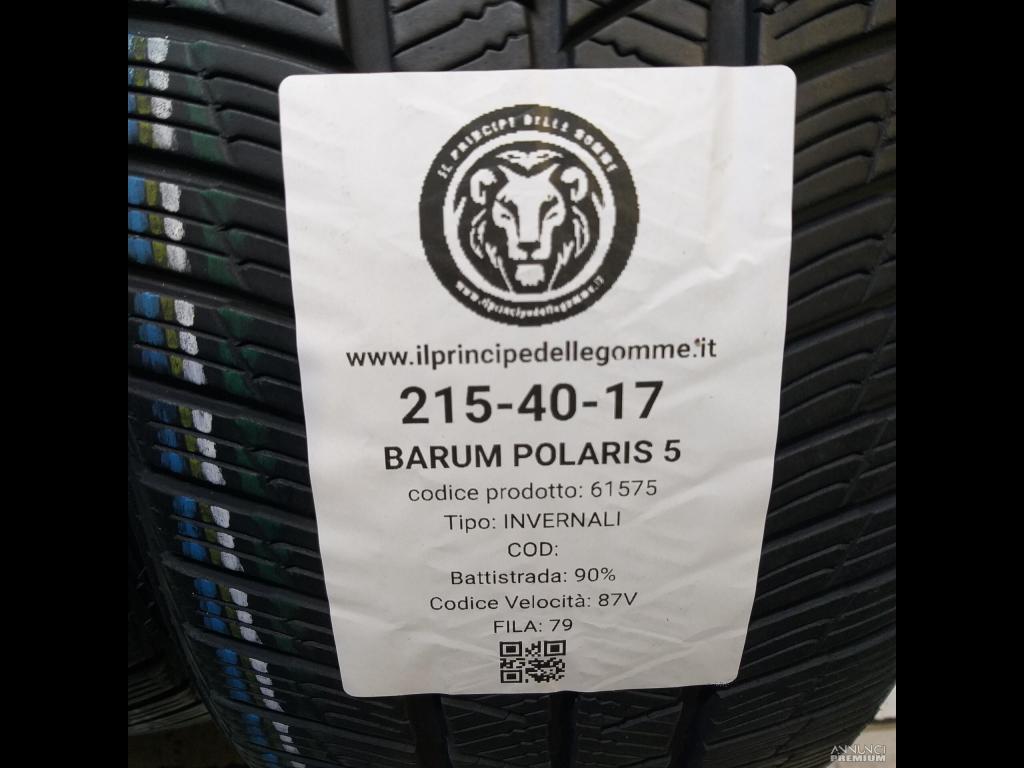 IL PRINCIPE DELLE GOMME
www.ilprincipedellegomme.it
www.ilprincipedellegomme.it
215-40-17
BARUM POLARIS 5
codice prodotto: 61575
Tipo: INVERNALI
COD:
Battistrada: 90%
Codice Velocità: 87V
FILA: 79
ANNUNCI
PREMIUM